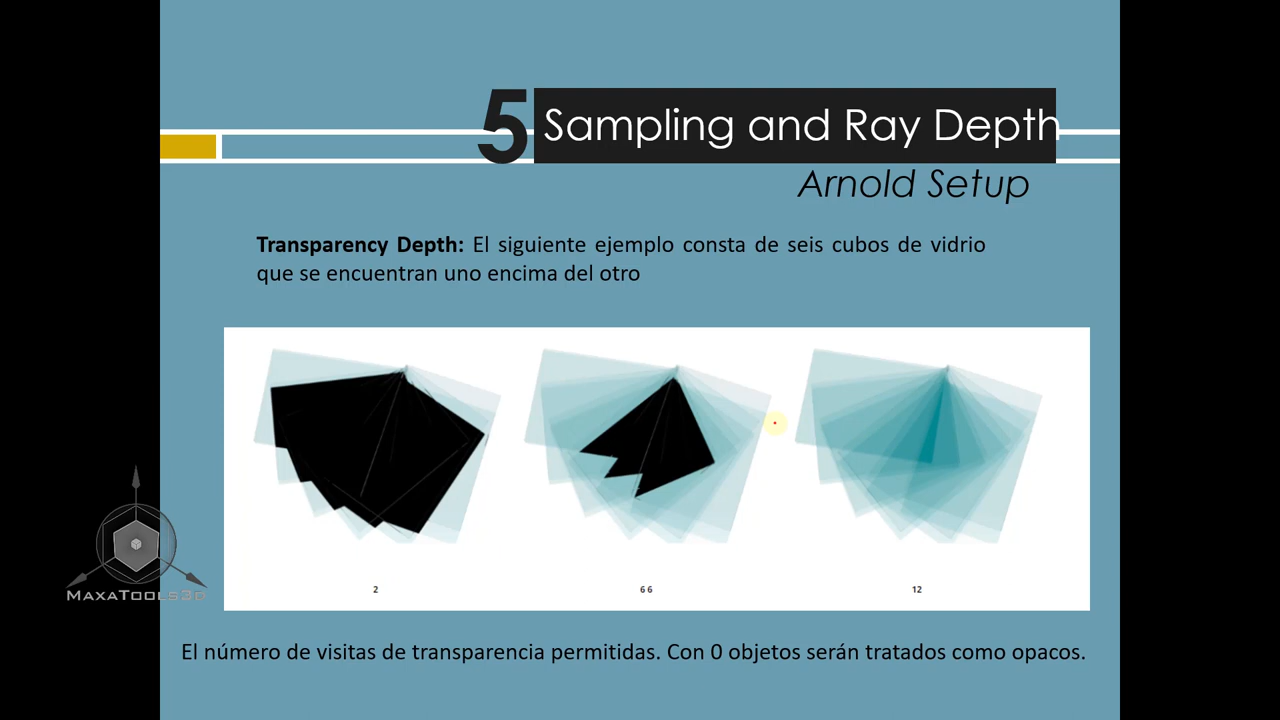 5 Sampling and Ray Depth
Arnold Setup
Transparency Depth: El siguiente ejemplo consta de seis cubos de vidrio
que se encuentran uno encima del otro
2
6 6
12
MaxaTools3D
El número de visitas de transparencia permitidas. Con 0 objetos serán tratados como opacos.